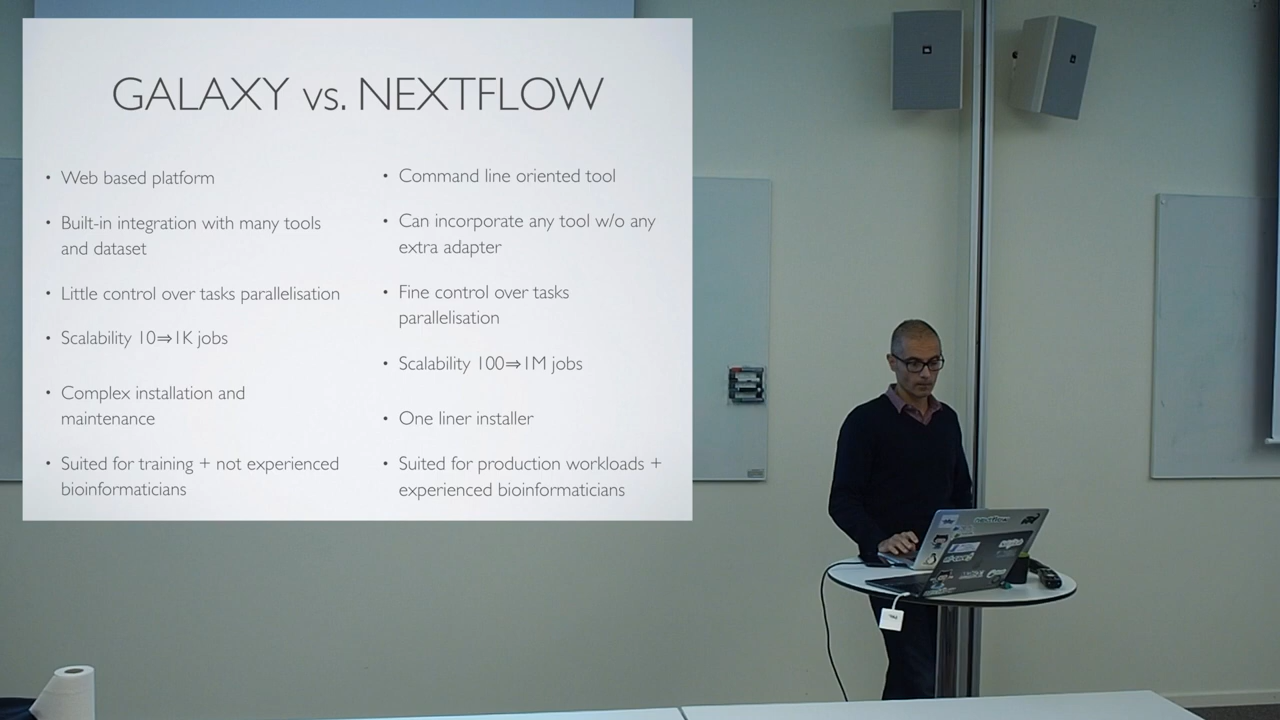 GALAXY vs. NEXTFLOW
• Web based platform
• Built-in integration with many tools
and dataset
• Little control over tasks parallelisation
• Scalability 10⇒1K jobs
• Complex installation and
maintenance
• Suited for training + not experienced
bioinformaticians
• Command line oriented tool
• Can incorporate any tool w/o any
extra adapter
• Fine control over tasks
parallelisation
• Scalability 100⇒1M jobs
• One liner installer
• Suited for production workloads +
experienced bioinformaticians
nextflow